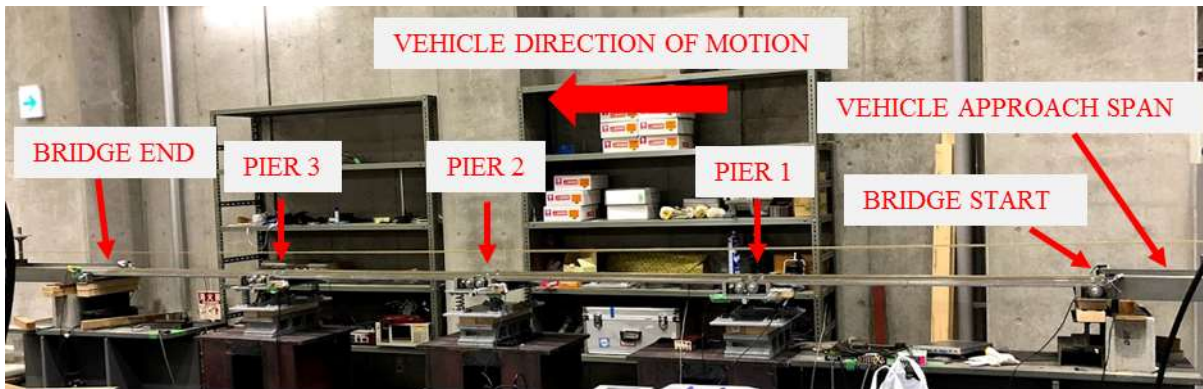 VEHICLE DIRECTION OF MOTION
VEHICLE APPROACH SPAN
BRIDGE END
PIER 3
PIER 2
PIER 1
BRIDGE START